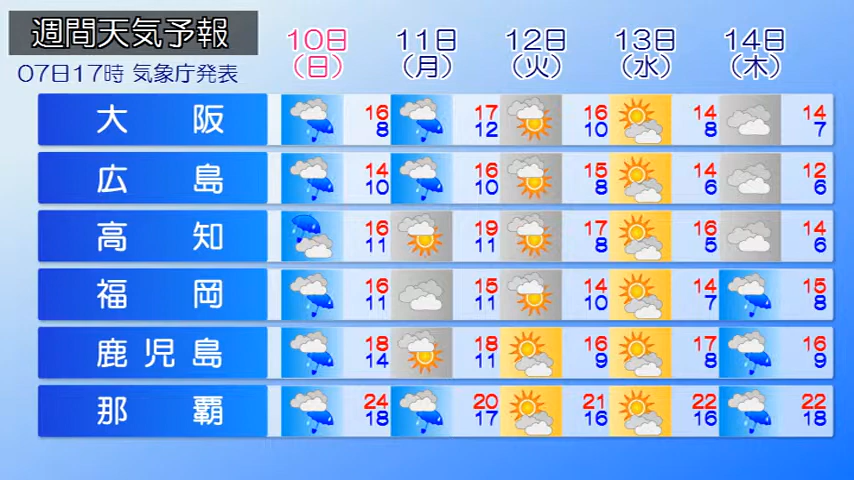 週間天気予報
07日17時 気象庁発表
10日 11日 12日 13日 14日
(日) (月) (火) (水) (木)
大阪 16 17 16 14 14
8 12 10 8 7
広島 14 16 15 14 12
10 10 8 6 6
高知 16 19 17 16 14
11 11 8 5 6
福岡 16 15 14 14 15
11 11 10 7 8
鹿児島 18 18 16 17 16
14 11 9 8 9
那覇 24 20 21 22 22
18 17 16 16 18